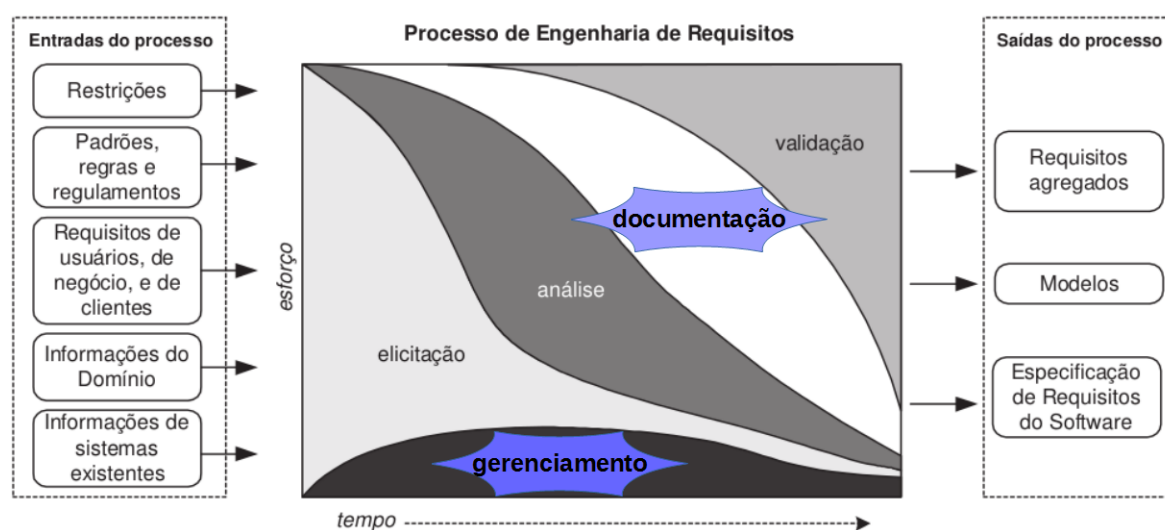 Entradas do processo
Restrições
Padrões,
regras e
regulamentos
Requisitos de
usuários, de
negócio, e de
clientes
Informações do
Domínio
Informações de
sistemas
existentes
Processo de Engenharia de Requisitos
esforço
validação
documentação
análise
elicitação
gerenciamento
tempo
Saídas do processo
Requisitos
agregados
Modelos
Especificação
de Requisitos
do Software